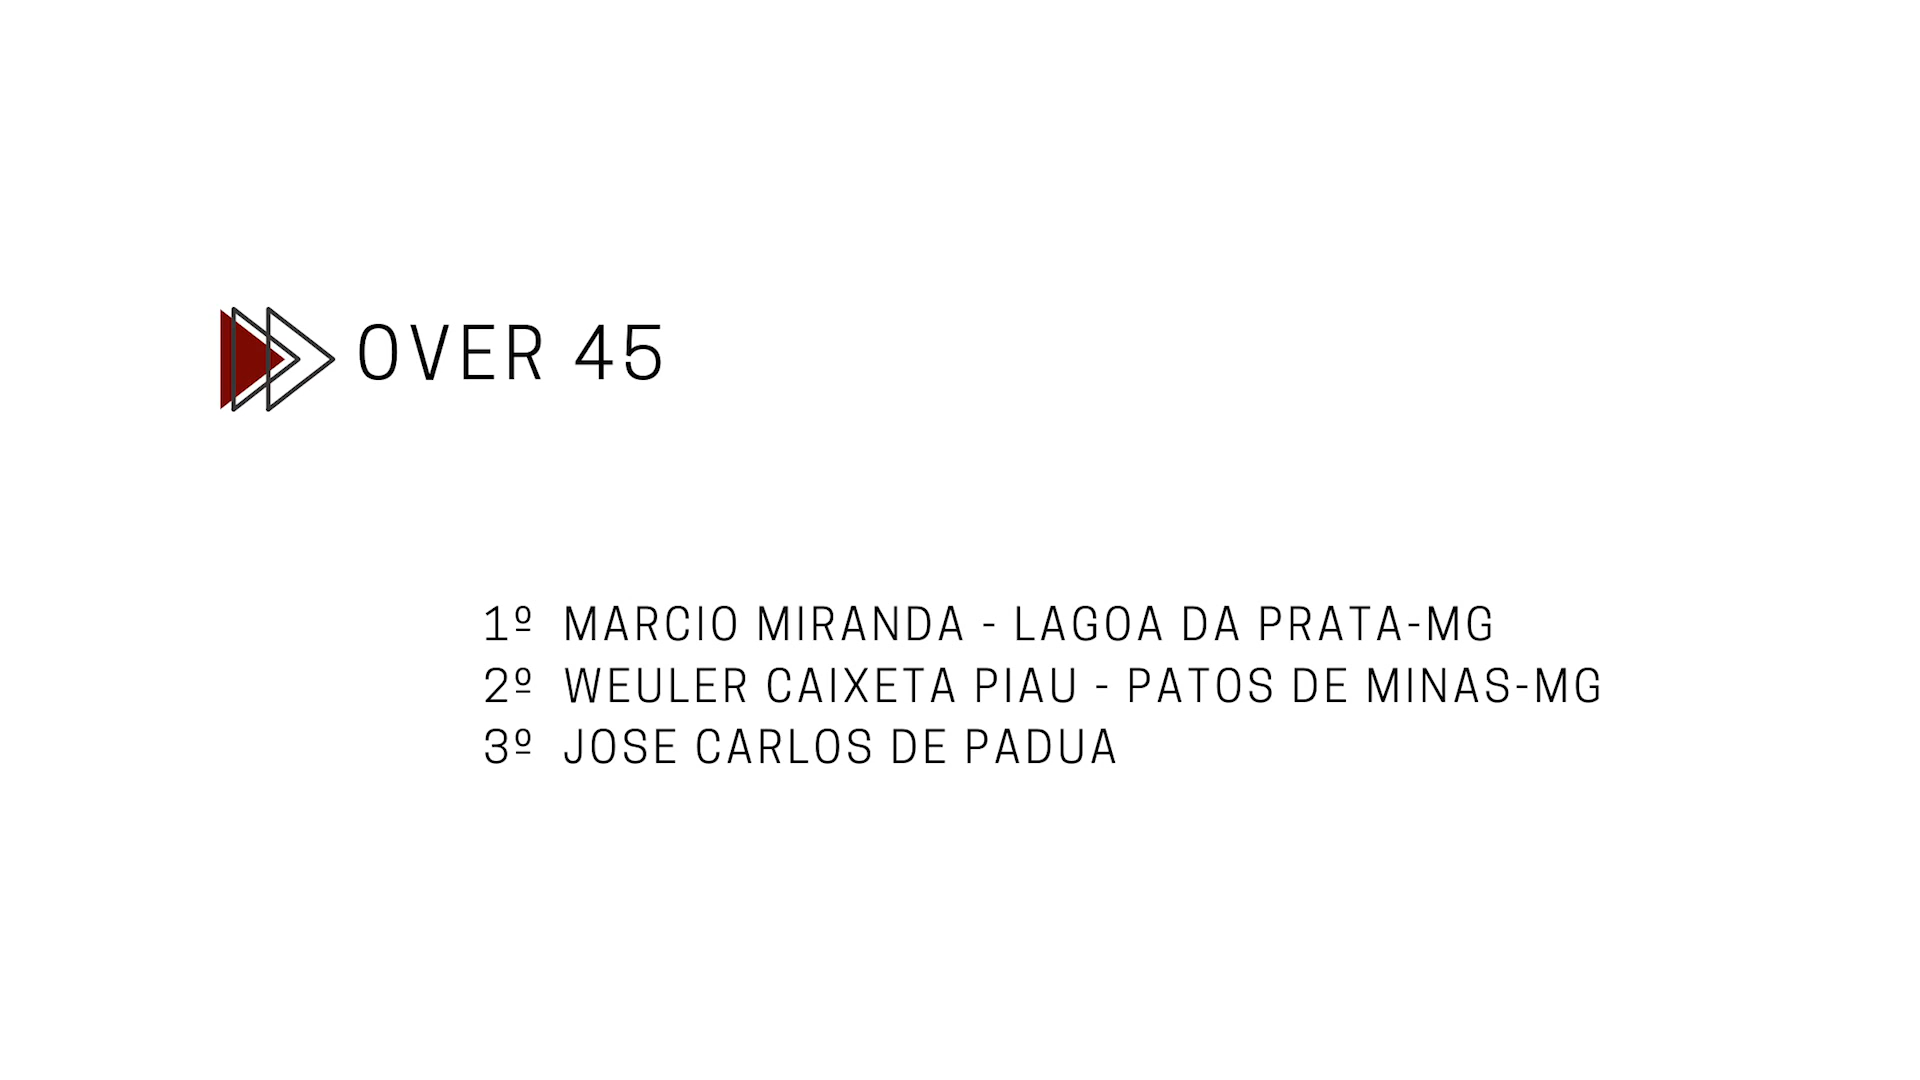 OVER 45
1º MARCIO MIRANDA - LAGOA DA PRATA-MG
2º WEULER CAIXETA PIAU - PATOS DE MINAS-MG
3º JOSE CARLOS DE PADUA